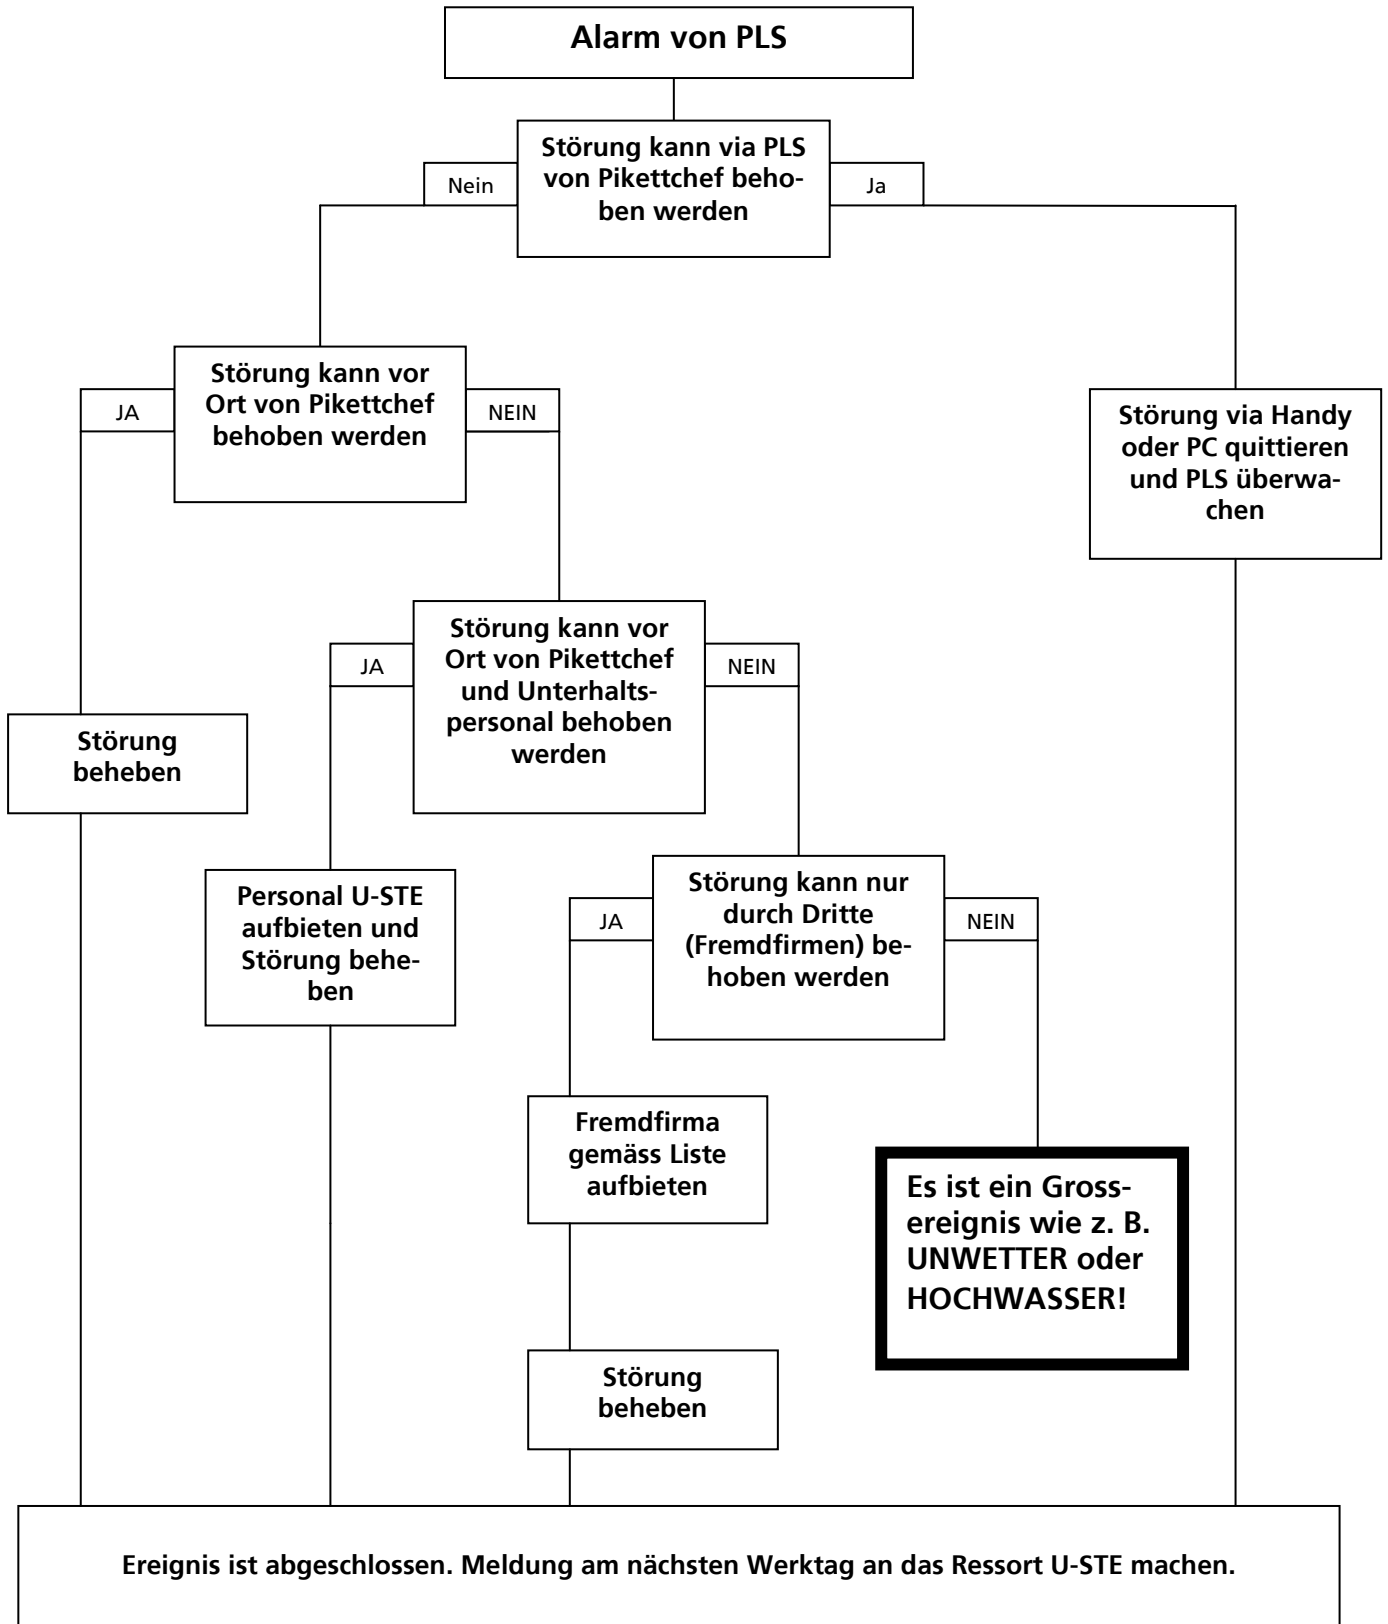 Alarm von PLS
Störung kann via PLS
von Pikettchef beho-
ben werden
Nein
Ja
Störung kann vor
Ort von Pikettchef
behoben werden
JA
NEIN
Störung via Handy
oder PC quittieren
und PLS überwa-
chen
Störung kann vor
Ort von Pikettchef
und Unterhalts-
personal behoben
werden
JA
NEIN
Störung
beheben
Personal U-STE
aufbieten und
Störung behe-
ben
Störung kann nur
durch Dritte
(Fremdfirmen) be-
hoben werden
JA
NEIN
Fremdfirma
gemäss Liste
aufbieten
Es ist ein Gross-
ereignis wie z. B.
UNWETTER oder
HOCHWASSER!
Störung
beheben
Ereignis ist abgeschlossen. Meldung am nächsten Werktag an das Ressort U-STE machen.